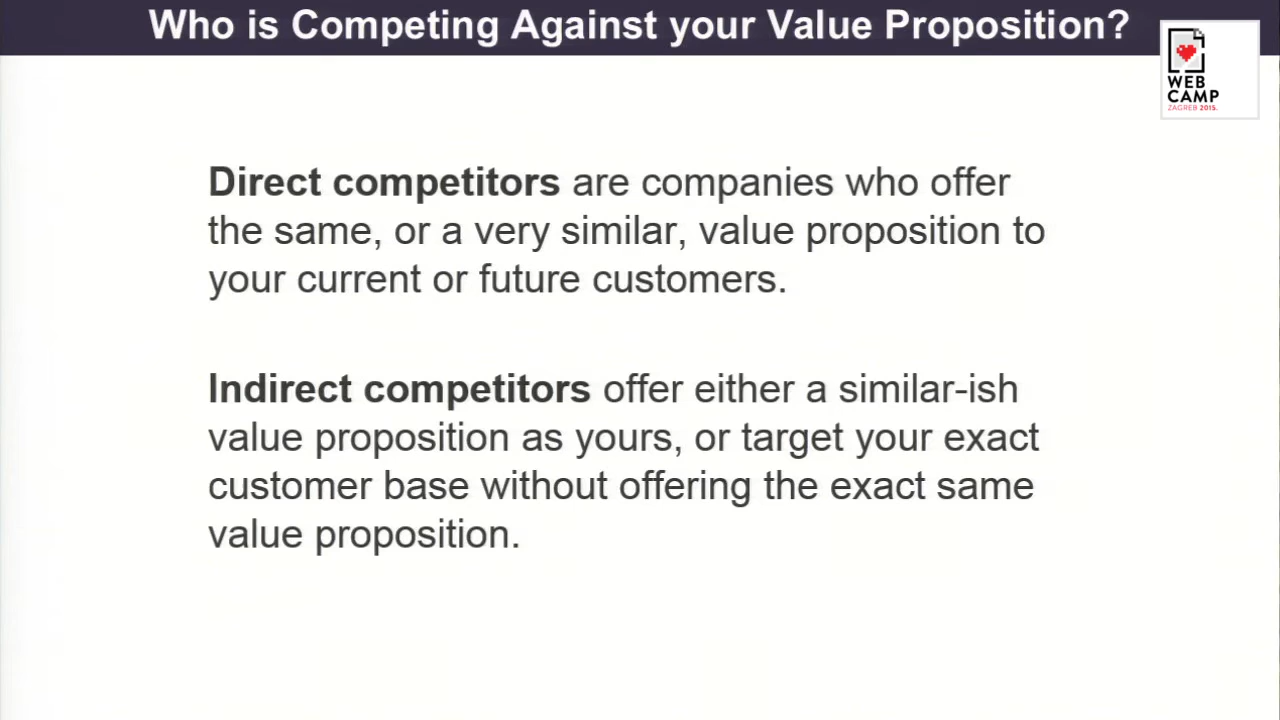 Who is Competing Against your Value Proposition?
WEB
CAMP
ZAGREB 2015.
Direct competitors are companies who offer
the same, or a very similar, value proposition to
your current or future customers.
Indirect competitors offer either a similar-ish
value proposition as yours, or target your exact
customer base without offering the exact same
value proposition.